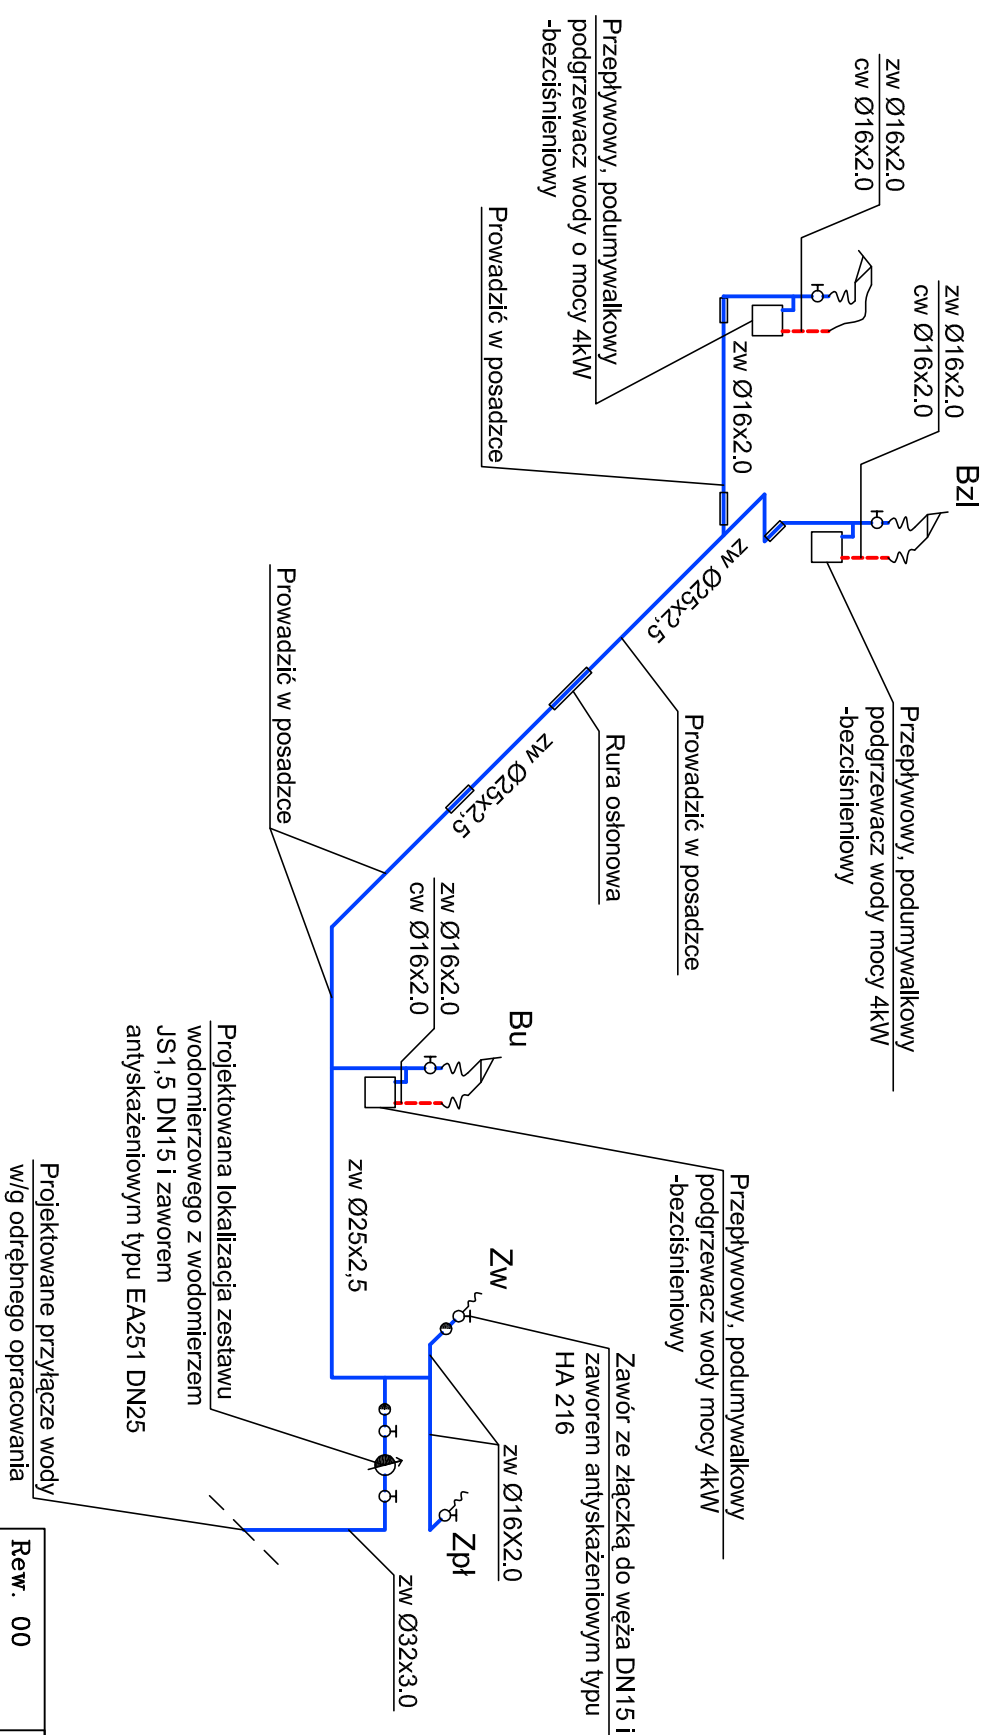 zw Ø16x2.0
cw Ø16x2.0
Przepływowy, podumywalkowy
podgrzewacz wody o mocy 4kW
-bezciśnieniowy
Prowadzić w posadzce
zw Ø16x2.0
zw Ø16x2.0
cw Ø16x2.0
Bzl
zw Ø25x2,5
Przepływowy, podumywalkowy
podgrzewacz wody mocy 4kW
-bezciśnieniowy
Prowadzić w posadzce
Rura osłonowa
zw Ø25x2,5
Prowadzić w posadzce
zw Ø16x2.0
cw Ø16x2.0
Bu
Przepływowy, podumywalkowy
podgrzewacz wody mocy 4kW
-bezciśnieniowy
zw Ø25x2,5
Projektowana lokalizacja zestawu
wodomierzowego z wodomierzem
JS1,5 DN15 i zaworem
antyskażeniowym typu EA251 DN25
Projektowane przyłącze wody
w/g odrębnego opracowania
Zw
Zawór ze złączką do węża DN15 i
zaworem antyskażeniowym typu
HA 216
zw Ø16X2.0
Zpł
zw Ø32x3.0
Rew. 00